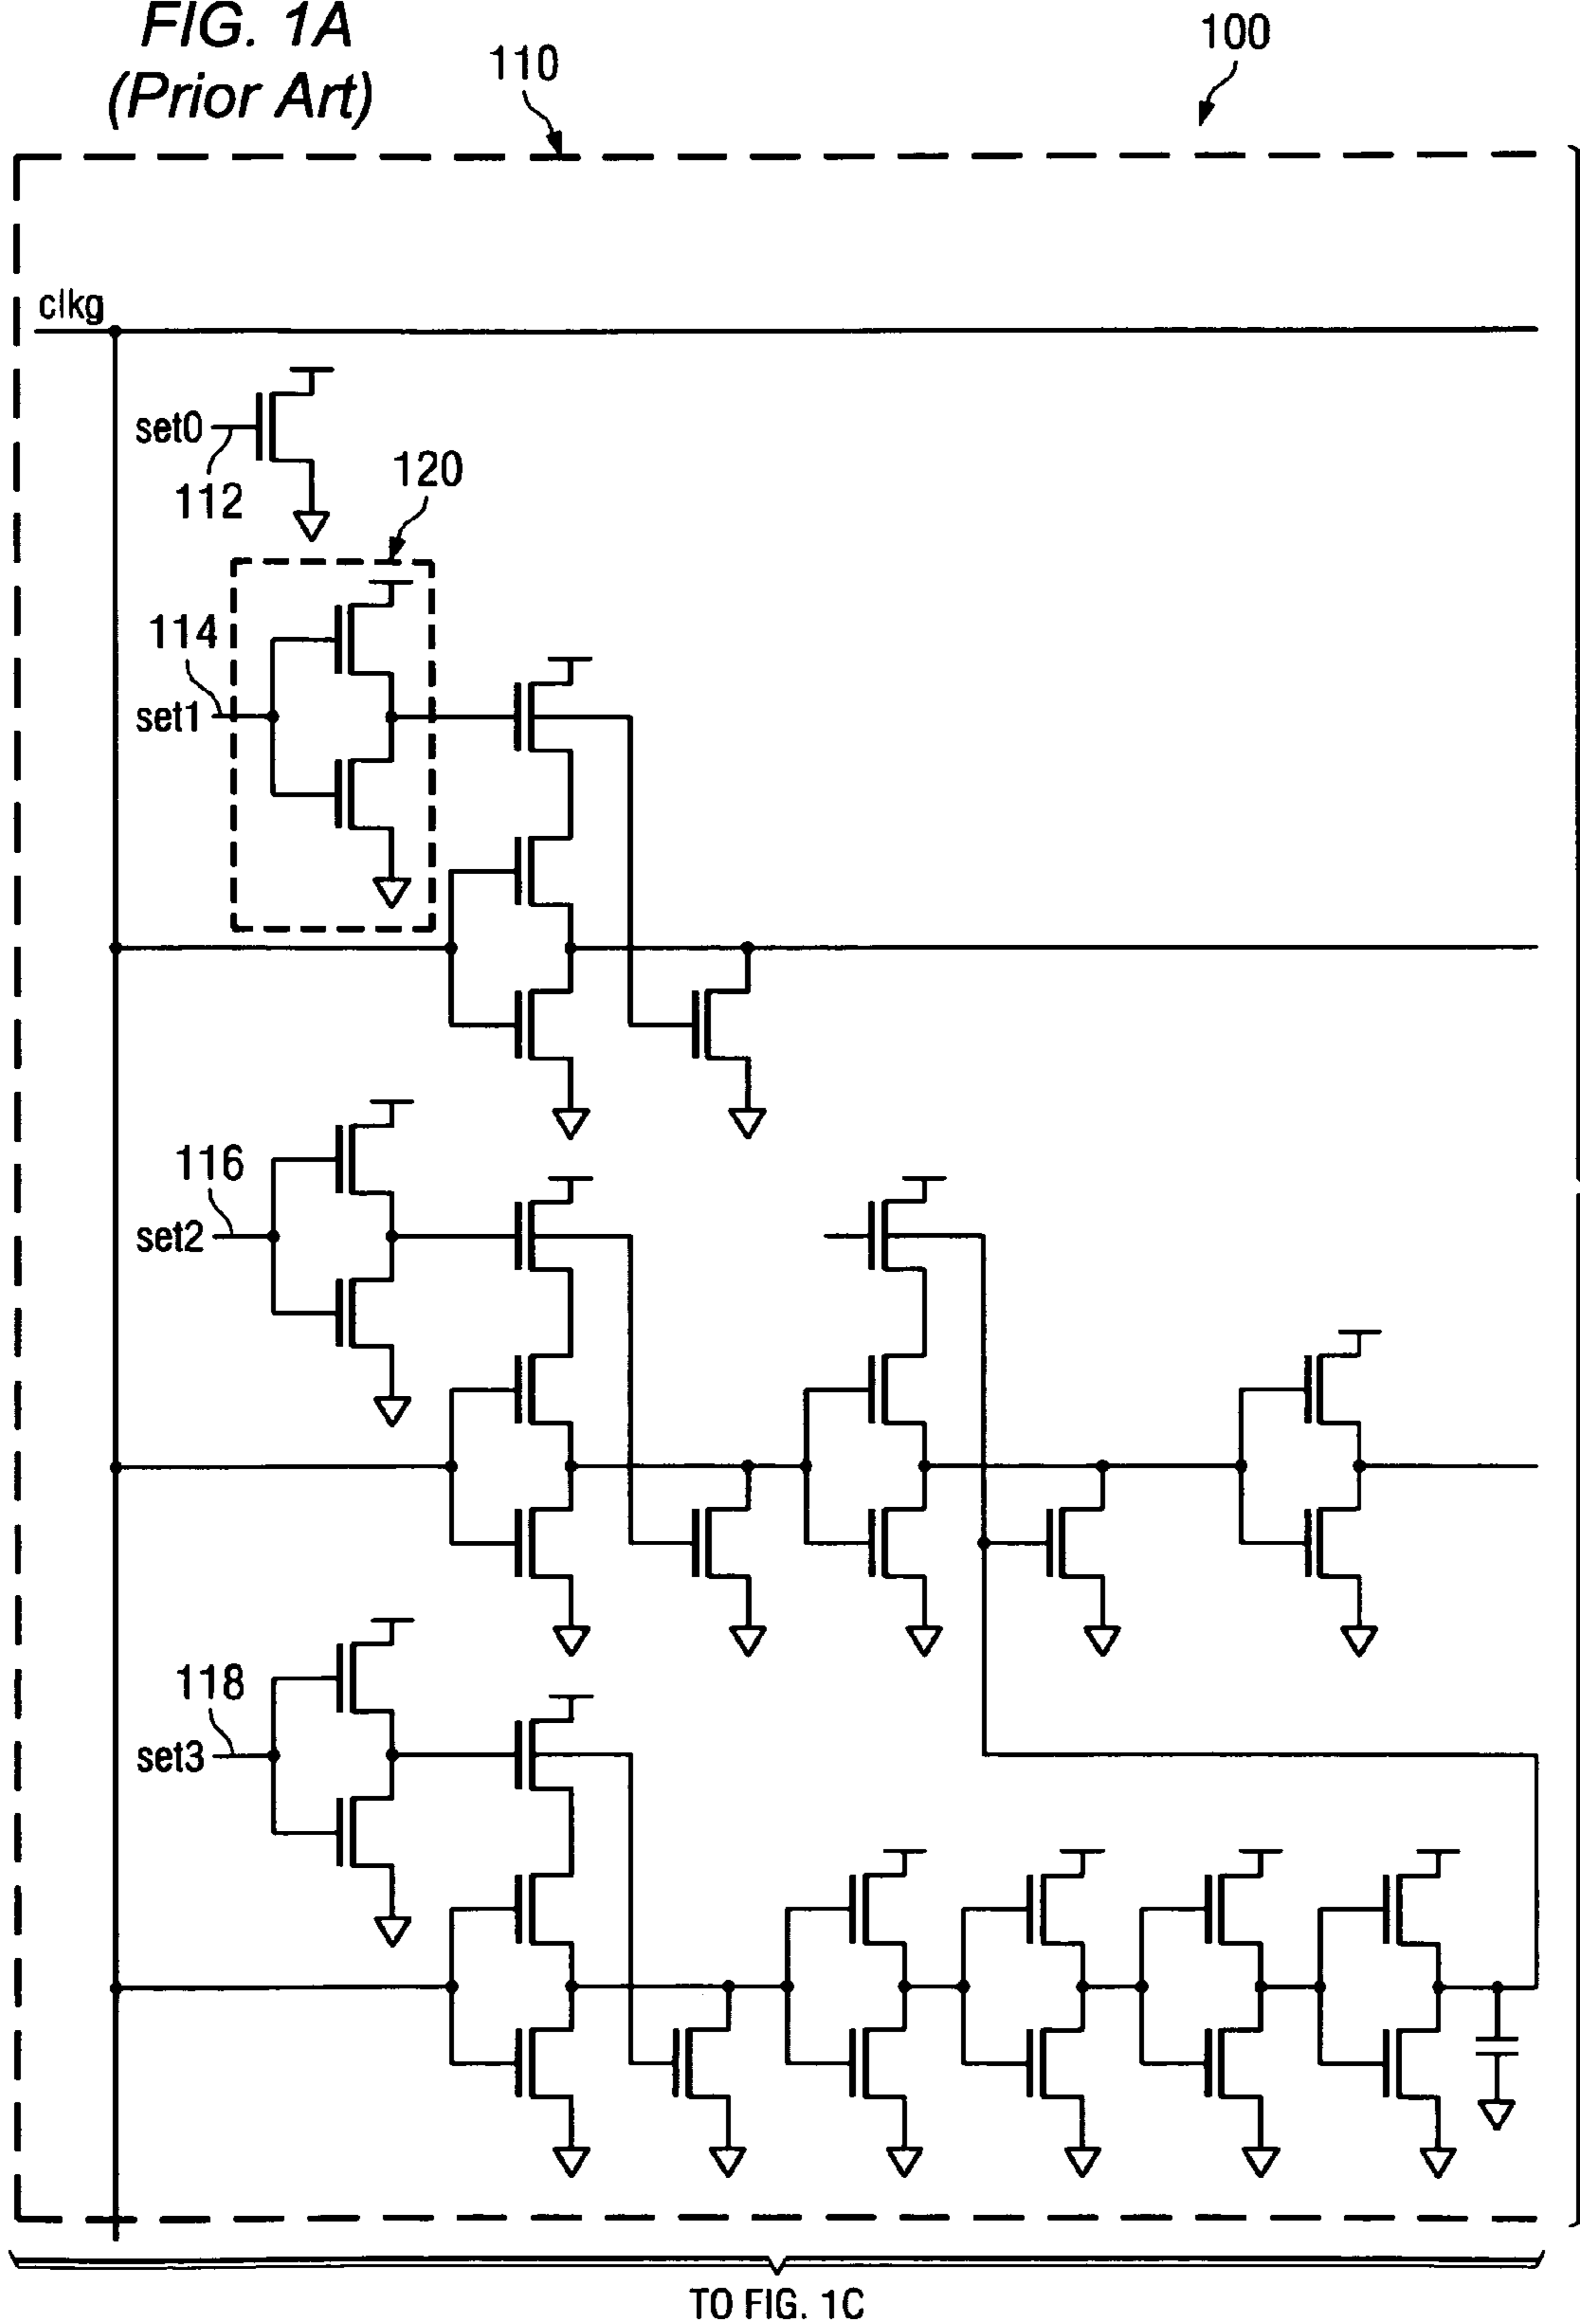 FIG. 1A
(Prior Art)
110
100
clkg
set0
112
120
114
set1
116
set2
118
set3
TO FIG. 1C